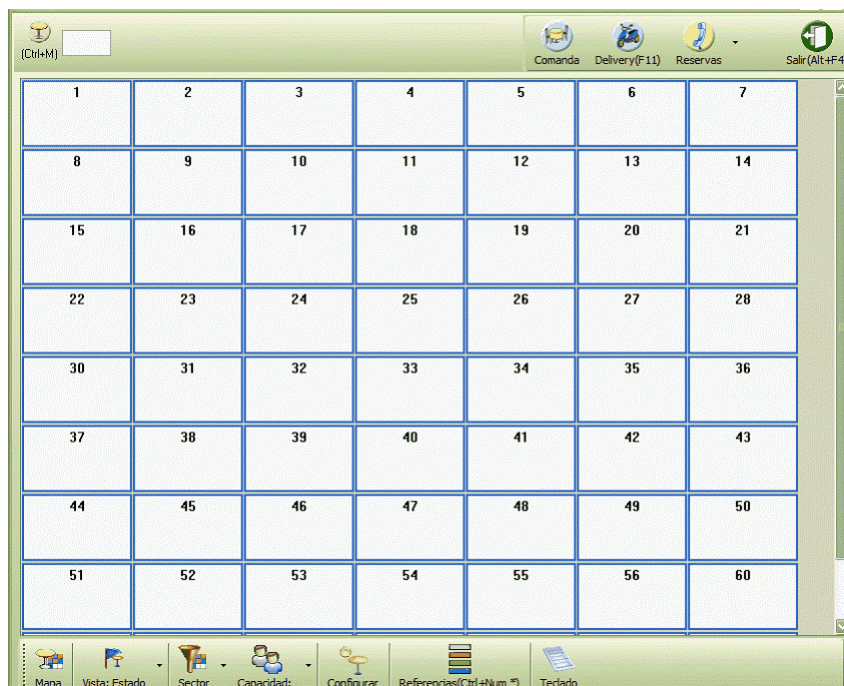 (Ctrl+M)
Comanda Delivery(F11) Reservas Salir(Alt+F4
1 2 3 4 5 6 7
8 9 10 11 12 13 14
15 16 17 18 19 20 21
22 23 24 25 26 27 28
30 31 32 33 34 35 36
37 38 39 40 41 42 43
44 45 46 47 48 49 50
51 52 53 54 55 56 60
Mapa Vista: Estado Sector Capacidad: Configurar Referencias(Ctrl+Num *) Teclado